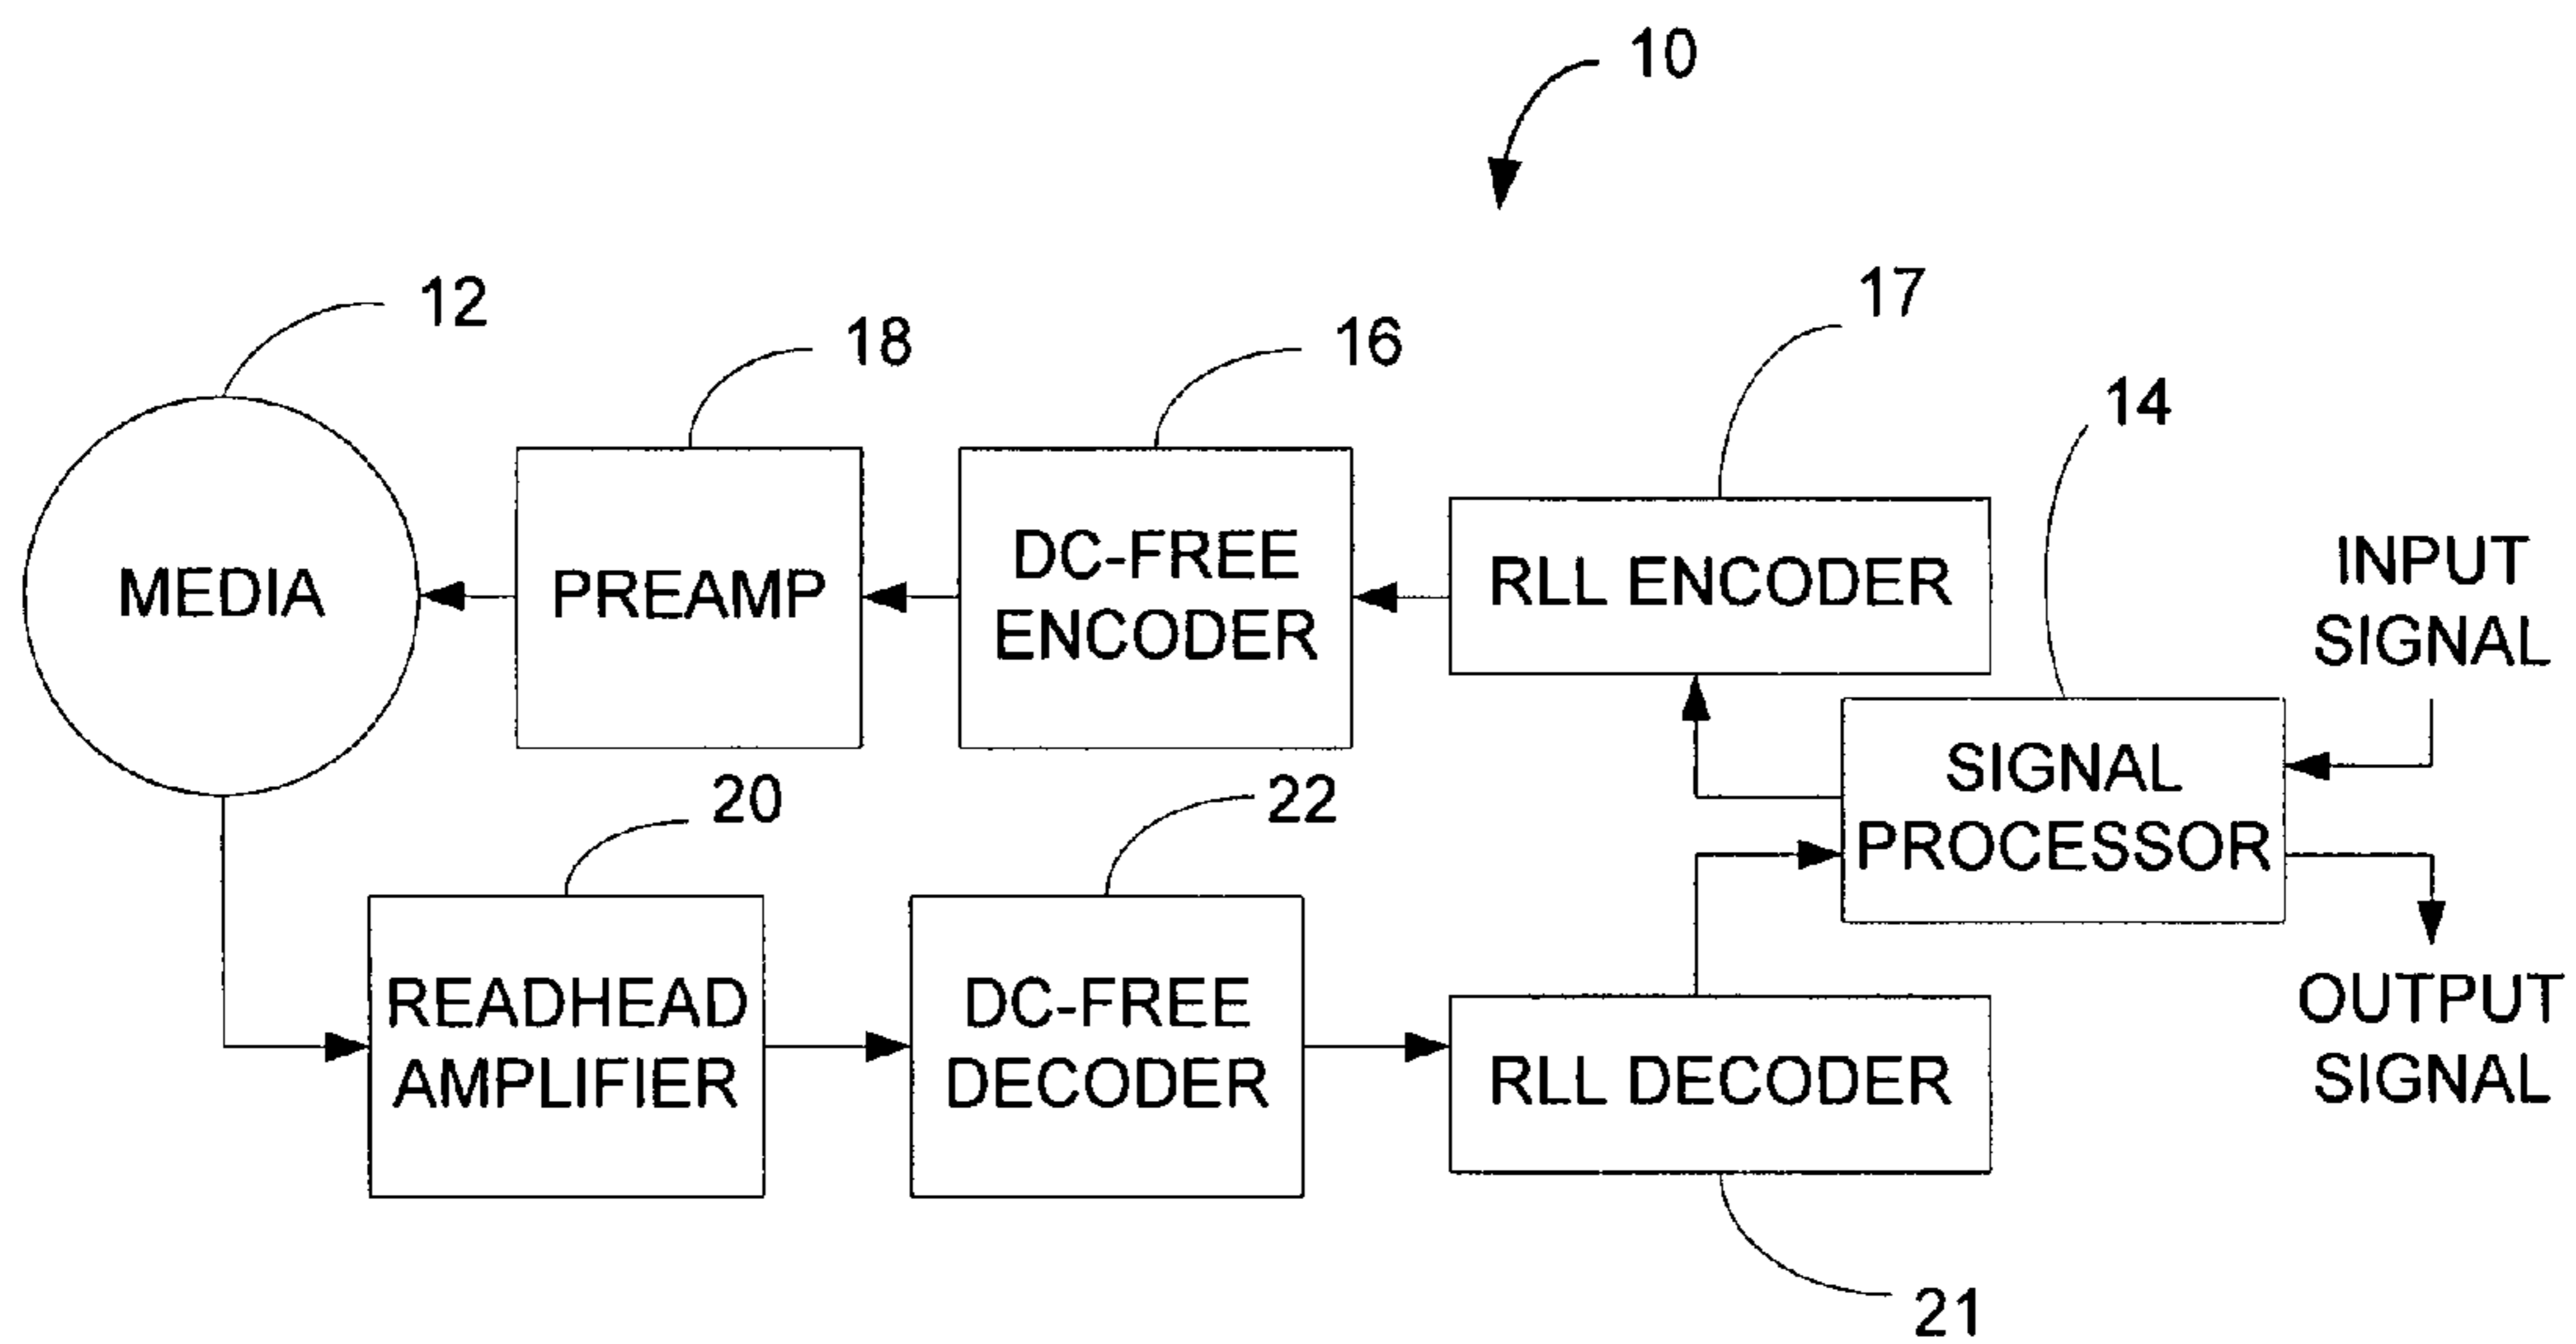 10
12
18
16
17
14
MEDIA
PREAMP
DC-FREE
ENCODER
RLL ENCODER
INPUT
SIGNAL
SIGNAL
PROCESSOR
20
22
READHEAD
AMPLIFIER
DC-FREE
DECODER
RLL DECODER
OUTPUT
SIGNAL
21